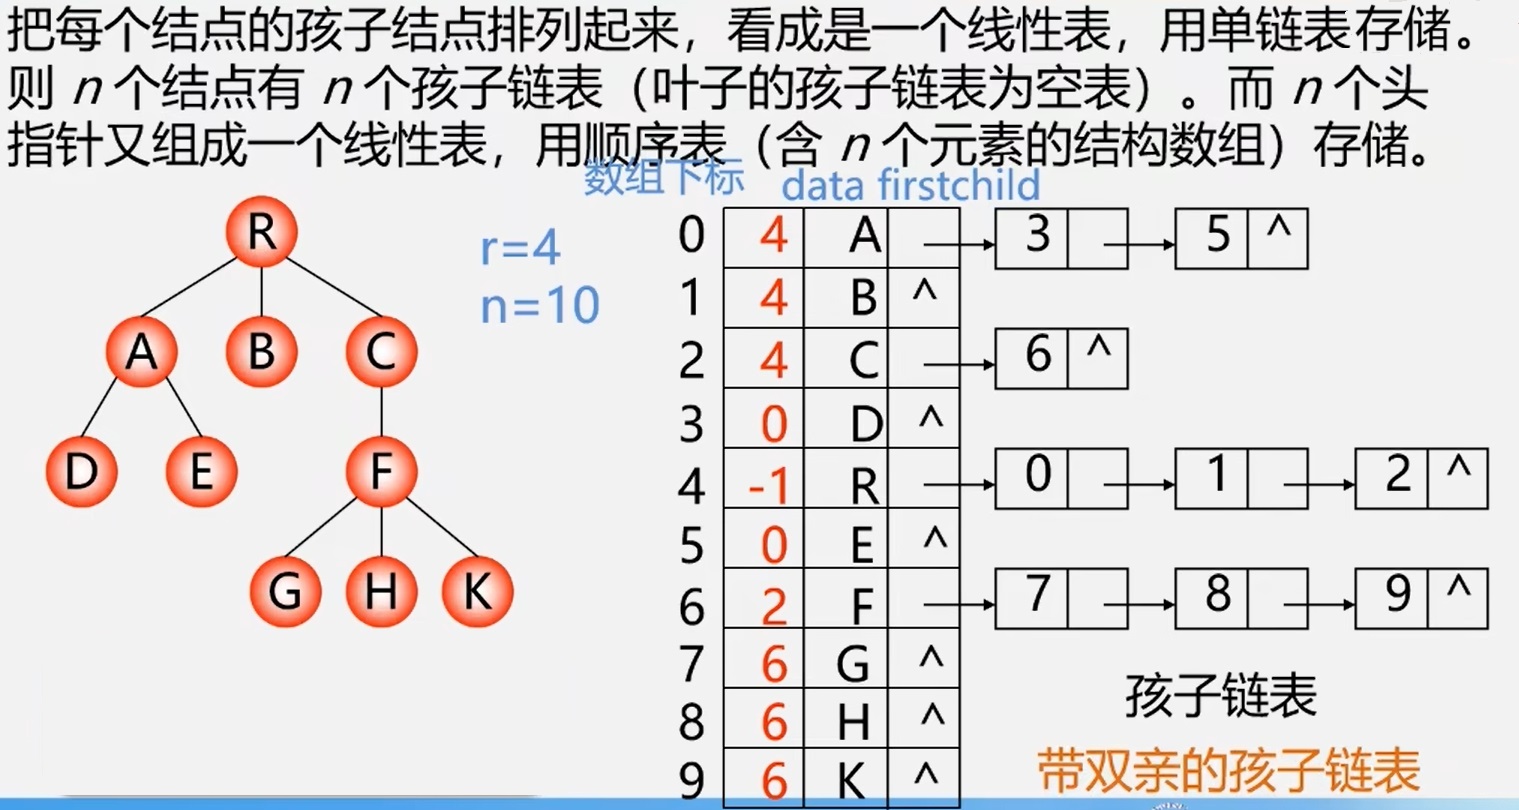 把每个结点的孩子结点排列起来，看成是一个线性表，用单链表存储。
则 n 个结点有 n 个孩子链表（叶子的孩子链表为空表）。而 n 个头
指针又组成一个线性表，用顺序表（含 n 个元素的结构数组）存储。
数组下标 data firstchild
R
A B C
D E F
G H K
r=4
n=10
0 4 A 3 5 ^
1 4 B ^
2 4 C 6 ^
3 0 D ^
4 -1 R 0 1 2 ^
5 0 E ^
6 2 F 7 8 9 ^
7 6 G ^
8 6 H ^
9 6 K ^
孩子链表
带双亲的孩子链表